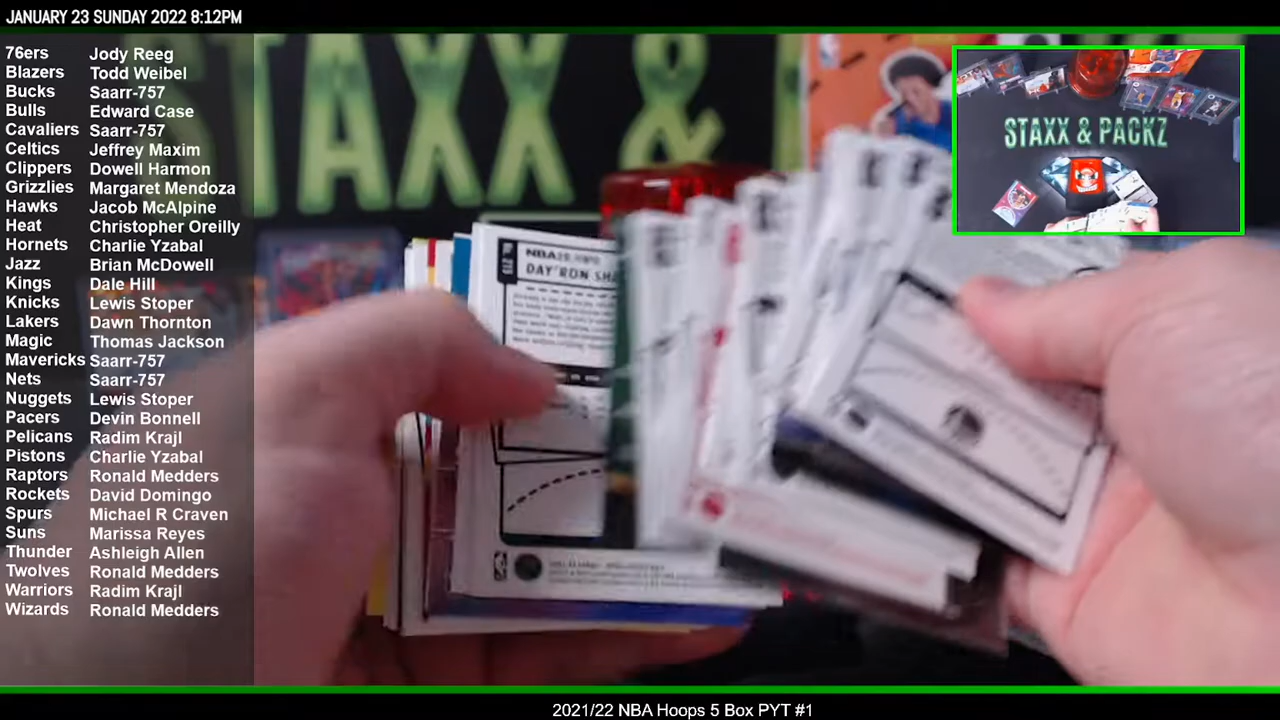 JANUARY 23 SUNDAY 2022 8:12PM
76ers Jody Reeg
Blazers Todd Weibel
Bucks Saarr-757
Bulls Edward Case
Cavaliers Saarr-757
Celtics Jeffrey Maxim
Clippers Dowell Harmon
Grizzlies Margaret Mendoza
Hawks Jacob McAlpine
Heat Christopher Oreilly
Hornets Charlie Yzabal
Jazz Brian McDowell
Kings Dale Hill
Knicks Lewis Stoper
Lakers Dawn Thornton
Magic Thomas Jackson
Mavericks Saarr-757
Nets Saarr-757
Nuggets Lewis Stoper
Pacers Devin Bonnell
Pelicans Radim Krajl
Pistons Charlie Yzabal
Raptors Ronald Medders
Rockets David Domingo
Spurs Michael R Craven
Suns Marissa Reyes
Thunder Ashleigh Allen
Twolves Ronald Medders
Warriors Radim Krajl
Wizards Ronald Medders
STAXX &
STAXX & PACKZ
DAY'RON
2021/22 NBA Hoops 5 Box PYT #1